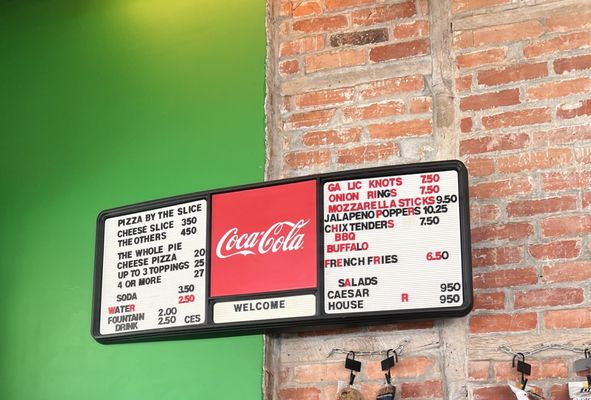 PIZZA BY THE SLICE
CHEESE SLICE 350
THE OTHERS 450
THE WHOLE PIE
CHEESE PIZZA 20
UP TO 3 TOPPINGS 25
4 OR MORE 27
SODA 3.50
WATER 2.50
FOUNTAIN 2.00
DRINK 2.50 CES
Coca-Cola
WELCOME
GA LIC KNOTS 7.50
ONION RINGS 7.50
MOZZARELLA STICKS 9.50
JALAPENO POPPERS 10.25
CHIX TENDERS 7.50
BBQ
BUFFALO
FRENCH FRIES 6.50
SALADS
CAESAR 950
HOUSE R 950